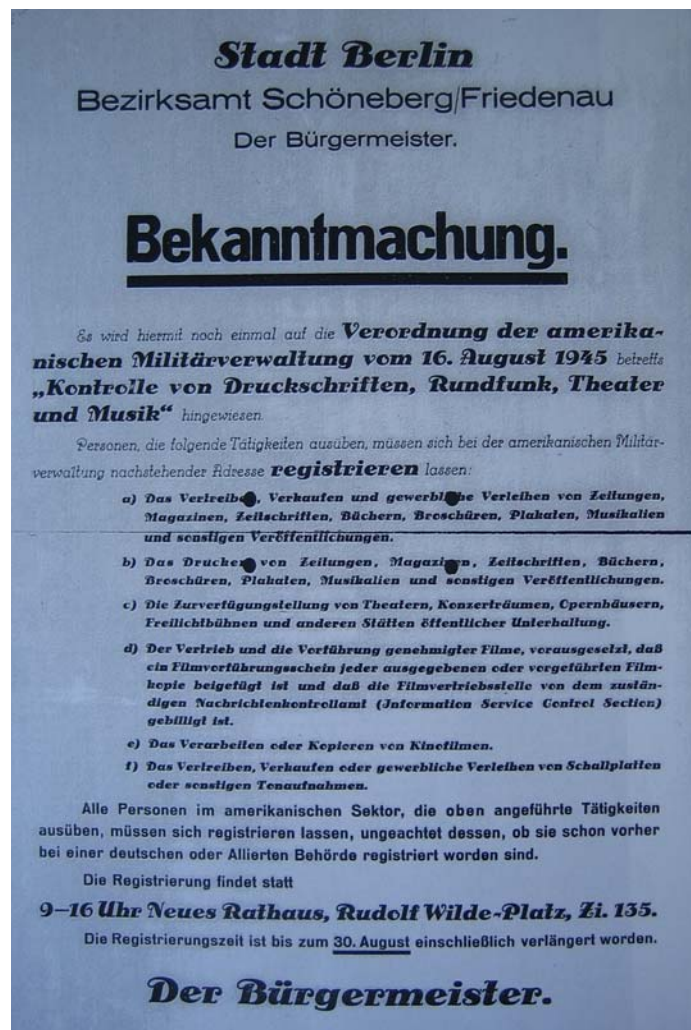 Stadt Berlin
Bezirksamt Schöneberg/Friedenau
Der Bürgermeister.
Bekanntmachung.
Es wird hiermit noch einmal auf die Verordnung der amerika-
nischen Militärverwaltung vom 16. August 1945 betreffs
„Kontrolle von Druckschriften, Rundfunk, Theater
und Musik“ hingewiesen.
Personen, die folgende Tätigkeiten ausüben, müssen sich bei der amerikanischen Militär-
verwaltung nachstehender Adresse registrieren lassen:
a) Das Vertreiben, Verkaufen und gewerbliche Verleihen von Zeitungen,
Magazinen, Zeitschriften, Büchern, Broschüren, Plakaten, Musikalien
und sonstigen Veröffentlichungen.
b) Das Drucken von Zeitungen, Magazinen, Zeitschriften, Büchern,
Broschüren, Plakaten, Musikalien und sonstigen Veröffentlichungen.
c) Die Zurverfügungstellung von Theatern, Konzerträumen, Opernhäusern,
Freilichtbühnen und anderen Stätten öffentlicher Unterhaltung.
d) Der Vertrieb und die Vorführung genehmigter Filme, vorausgesetzt, daß
ein Filmvorführungsschein jeder ausgegebenen oder vorgeführten Film-
kopie beigefügt ist und daß die Filmvertriebsstelle von dem zustän-
digen Nachrichtenkontrollamt (Information Service Control Section)
gebilligt ist.
e) Das Verarbeiten oder Kopieren von Kinofilmen.
f) Das Vertreiben, Verkaufen oder gewerbliche Verleihen von Schallplatten
oder sonstigen Tonaufnahmen.
Alle Personen im amerikanischen Sektor, die oben angeführte Tätigkeiten
ausüben, müssen sich registrieren lassen, ungeachtet dessen, ob sie schon vorher
bei einer deutschen oder Allierten Behörde registriert worden sind.
Die Registrierung findet statt
9–16 Uhr Neues Rathaus, Rudolf Wilde-Platz, Zi. 135.
Die Registrierungszeit ist bis zum 30. August einschließlich verlängert worden.
Der Bürgermeister.